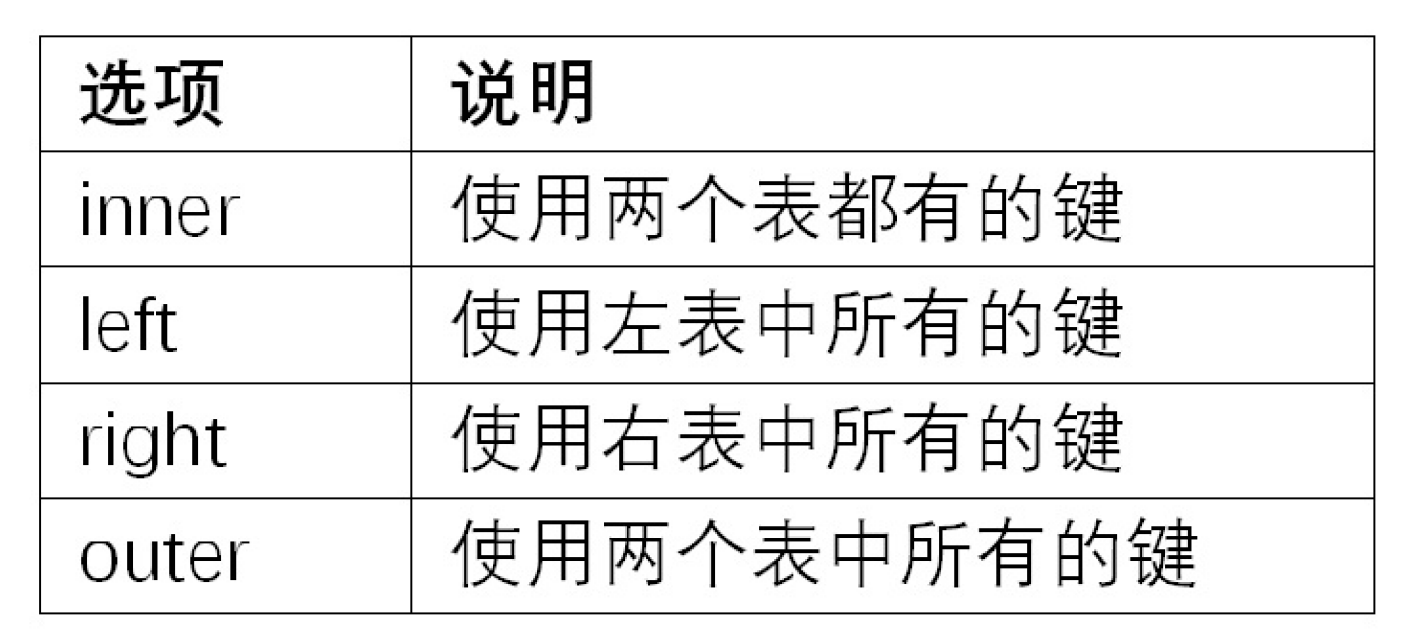 选项 说明
inner 使用两个表都有的键
left 使用左表中所有的键
right 使用右表中所有的键
outer 使用两个表中所有的键